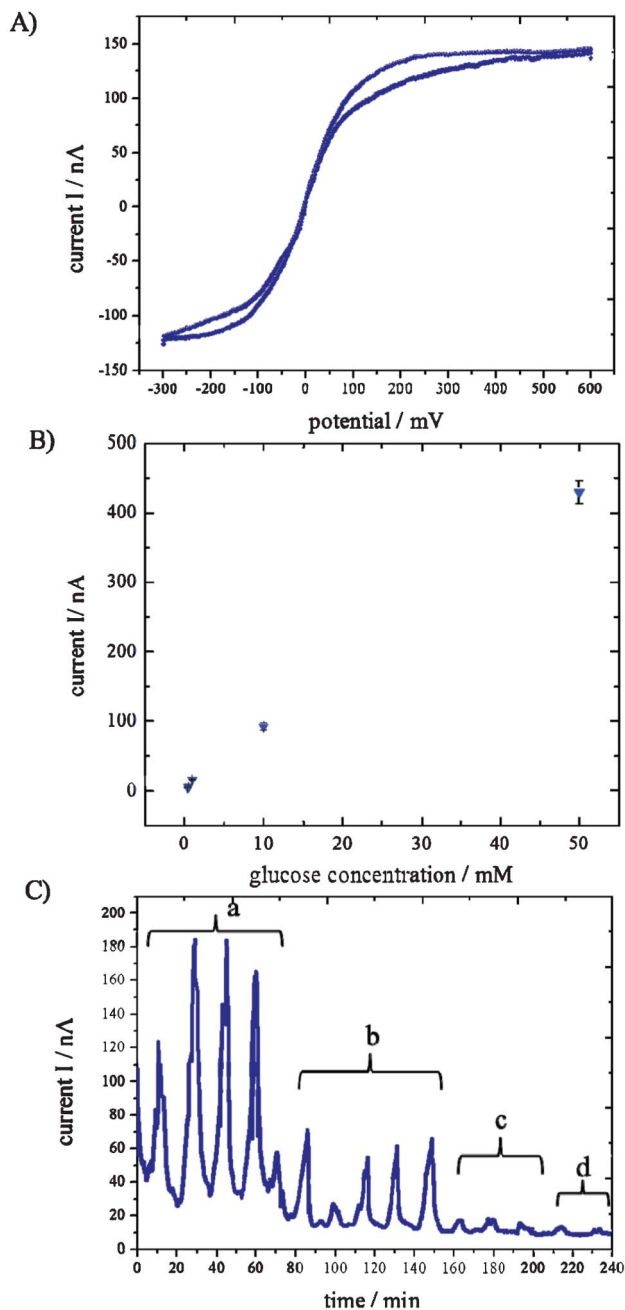 A)
150
100
50
0
-50
-100
-150
current I / nA
-300 -200 -100 0 100 200 300 400 500 600
potential / mV
B)
500
400
300
200
100
0
current I/ nA
0 10 20 30 40 50
glucose concentration / mM
C)
a
b
c
d
200
180
160
140
120
100
80
60
40
20
0
current I / nA
0 20 40 60 80 100 120 140 160 180 200 220 240
time / min